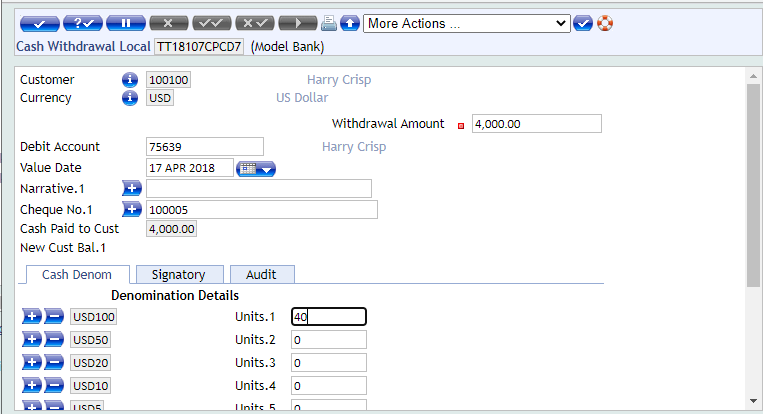 More Actions ...
Cash Withdrawal Local TT18107CPCD7 (Model Bank)
Customer 100100 Harry Crisp
Currency USD US Dollar
Withdrawal Amount 4,000.00
Debit Account 75639 Harry Crisp
Value Date 17 APR 2018
Narrative.1
Cheque No.1 100005
Cash Paid to Cust 4,000.00
New Cust Bal.1
Cash Denom Signatory Audit
Denomination Details
USD100 Units.1 40
USD50 Units.2 0
USD20 Units.3 0
USD10 Units.4 0
USD5 Units.5 0